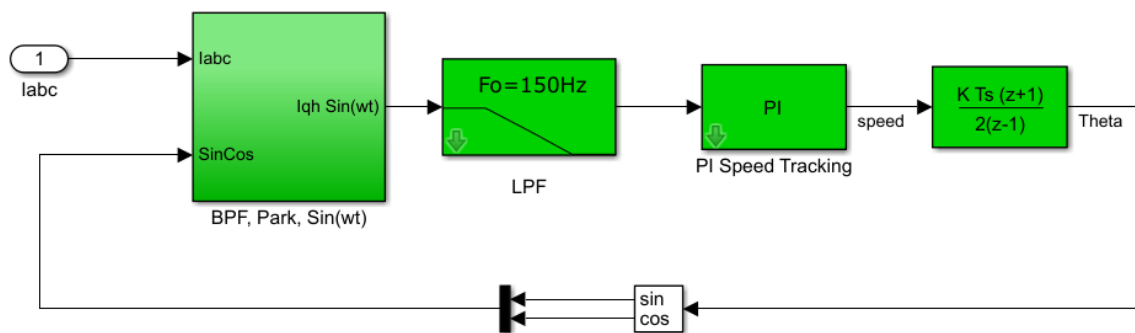 1
Iabc
Iabc
Iqh Sin(wt)
SinCos
BPF, Park, Sin(wt)
Fo=150Hz
LPF
PI
PI Speed Tracking
speed
K Ts (z+1)
2(z-1)
Theta
sin
cos